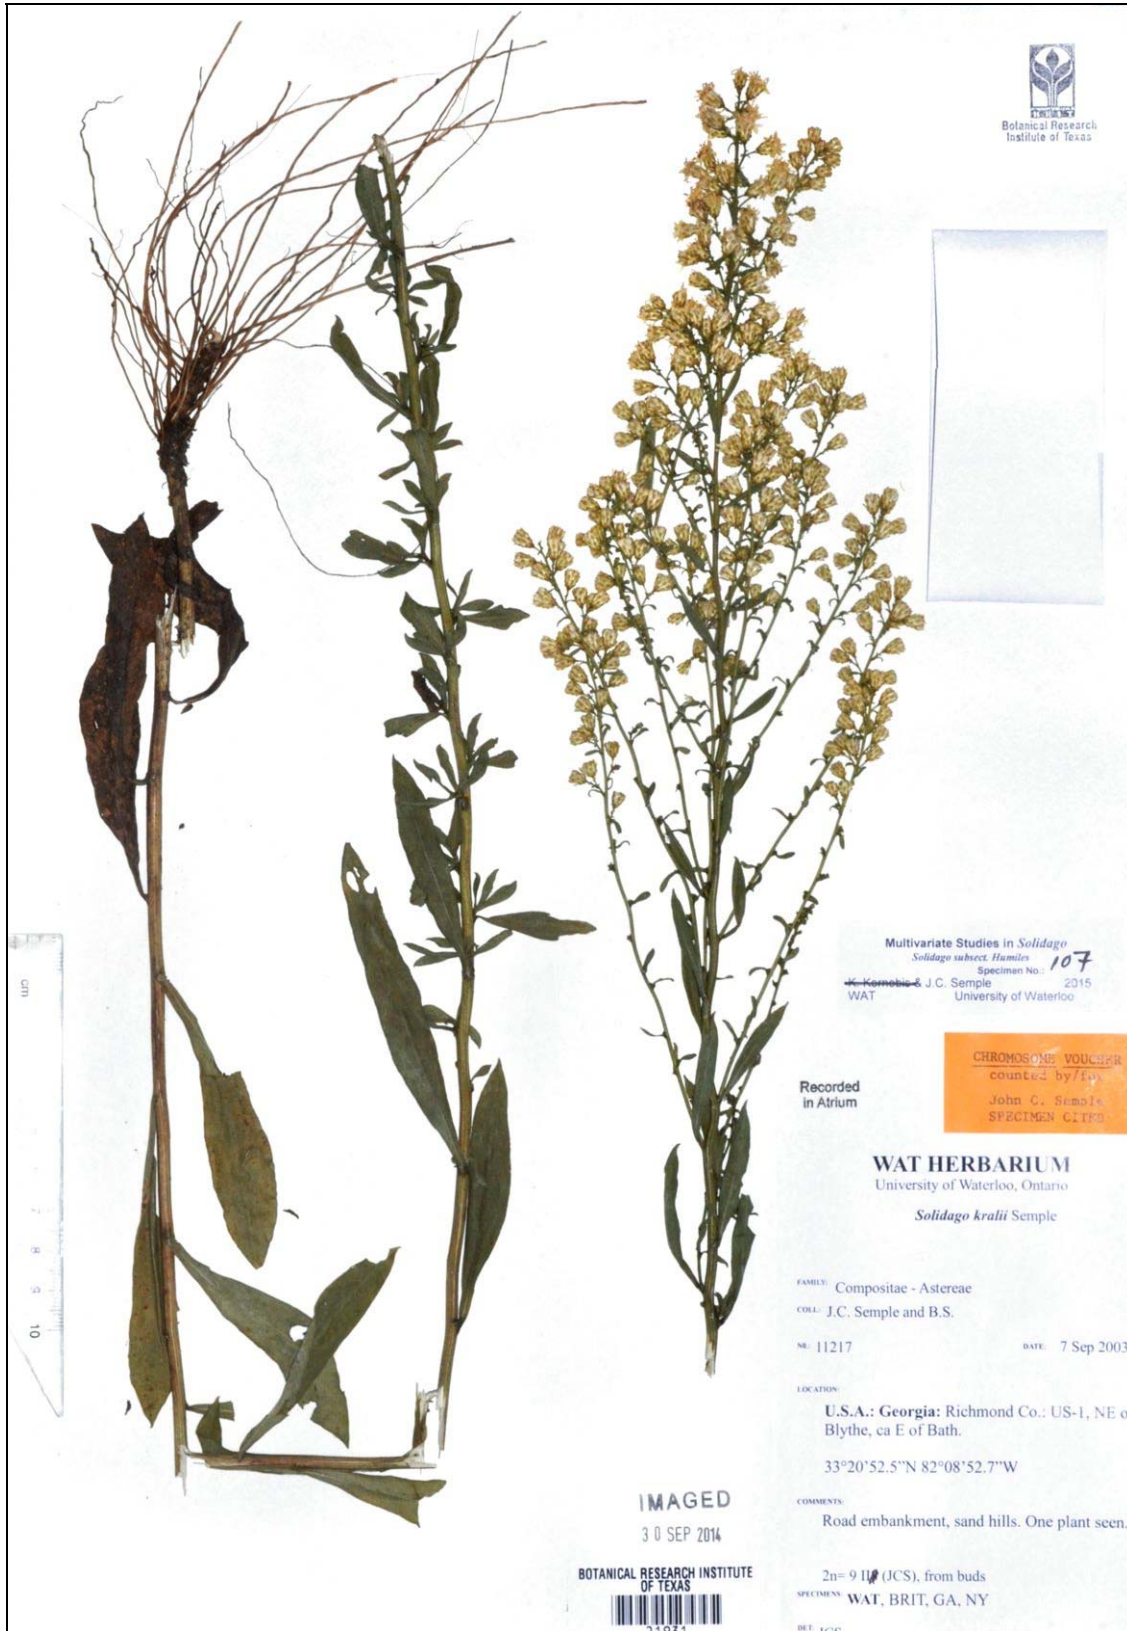 Botanical Research
Institute of Texas
Multivariate Studies in Solidago
Solidago subsect. Humiles
Specimen No.: 107
K. Kornobis & J.C. Semple 2015
WAT University of Waterloo
CHROMOSOME VOUCHER
counted by/for
John C. Semple
SPECIMEN CITED
Recorded
in Atrium
WAT HERBARIUM
University of Waterloo, Ontario
Solidago kralii Semple
FAMILY: Compositae - Astereae
COLL: J.C. Semple and B.S.
NR: 11217 DATE: 7 Sep 2003
LOCATION:
U.S.A.: Georgia: Richmond Co.: US-1, NE o
Blythe, ca E of Bath.
33°20'52.5"N 82°08'52.7"W
COMMENTS:
Road embankment, sand hills. One plant seen.
2n= 9 II (JCS), from buds
SPECIMENS: WAT, BRIT, GA, NY
DET: JCS
IMAGED
30 SEP 2014
BOTANICAL RESEARCH INSTITUTE
OF TEXAS
cm
7
8
9
10